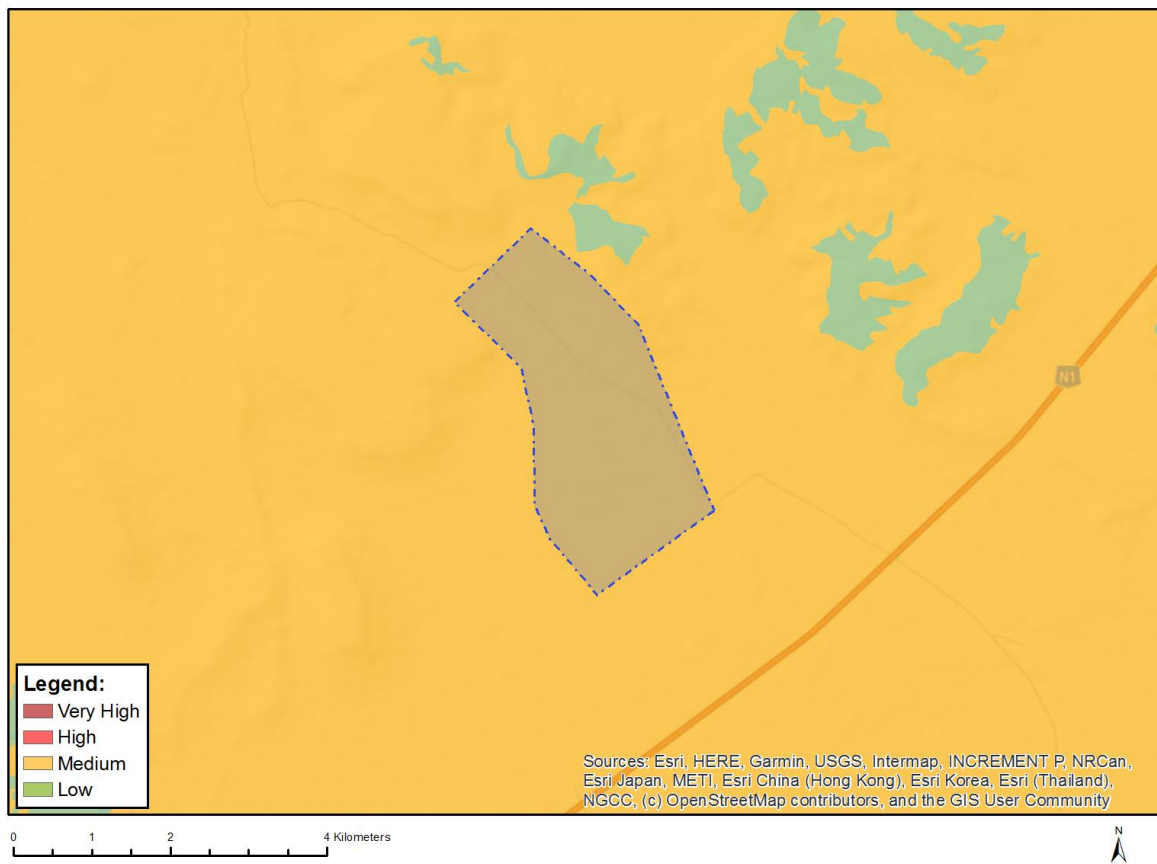 N1
Legend:
Very High
High
Medium
Low
Sources: Esri, HERE, Garmin, USGS, Intermap, INCREMENT P, NRCan,
Esri Japan, METI, Esri China (Hong Kong), Esri Korea, Esri (Thailand),
NGCC, (c) OpenStreetMap contributors, and the GIS User Community
0 1 2 4 Kilometers
N